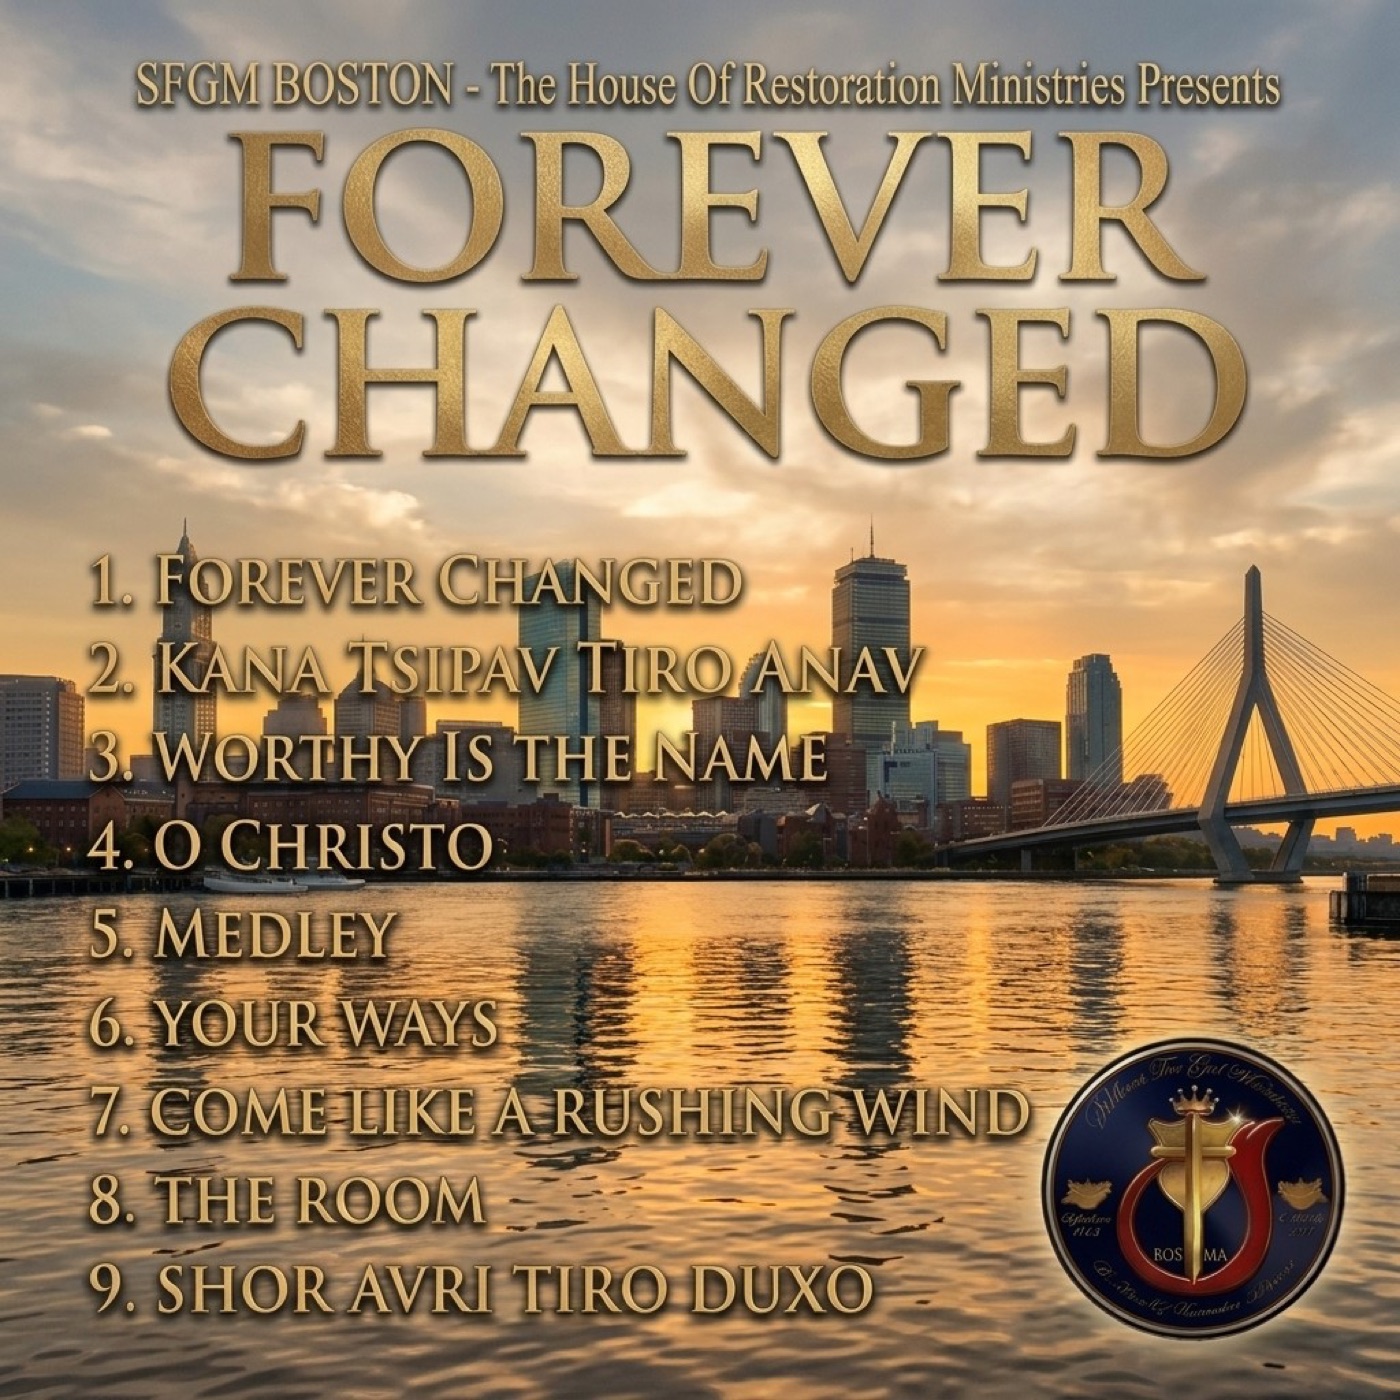 SFGM BOSTON - The House Of Restoration Ministries Presents
FOREVER
CHANGED
1. FOREVER CHANGED
2. KANA TSIPAV TIRO ANAV
3. WORTHY IS THE NAME
4. O CHRISTO
5. MEDLEY
6. YOUR WAYS
7. COME LIKE A RUSHING WIND
8. THE ROOM
9. SHOR AVRI TIRO DUXO
BOS MA